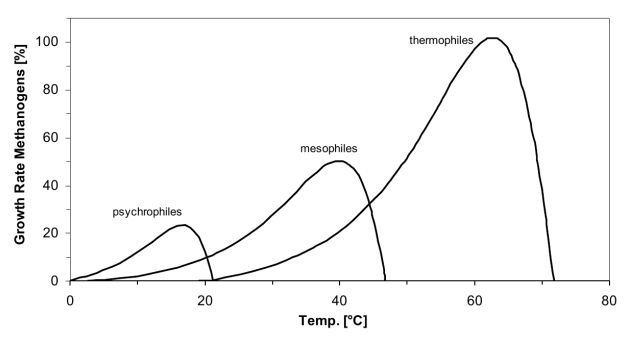 Growth Rate Methanogens [%]
100
80
60
40
20
0
thermophiles
mesophiles
psychrophiles
0 20 40 60 80
Temp. [°C]